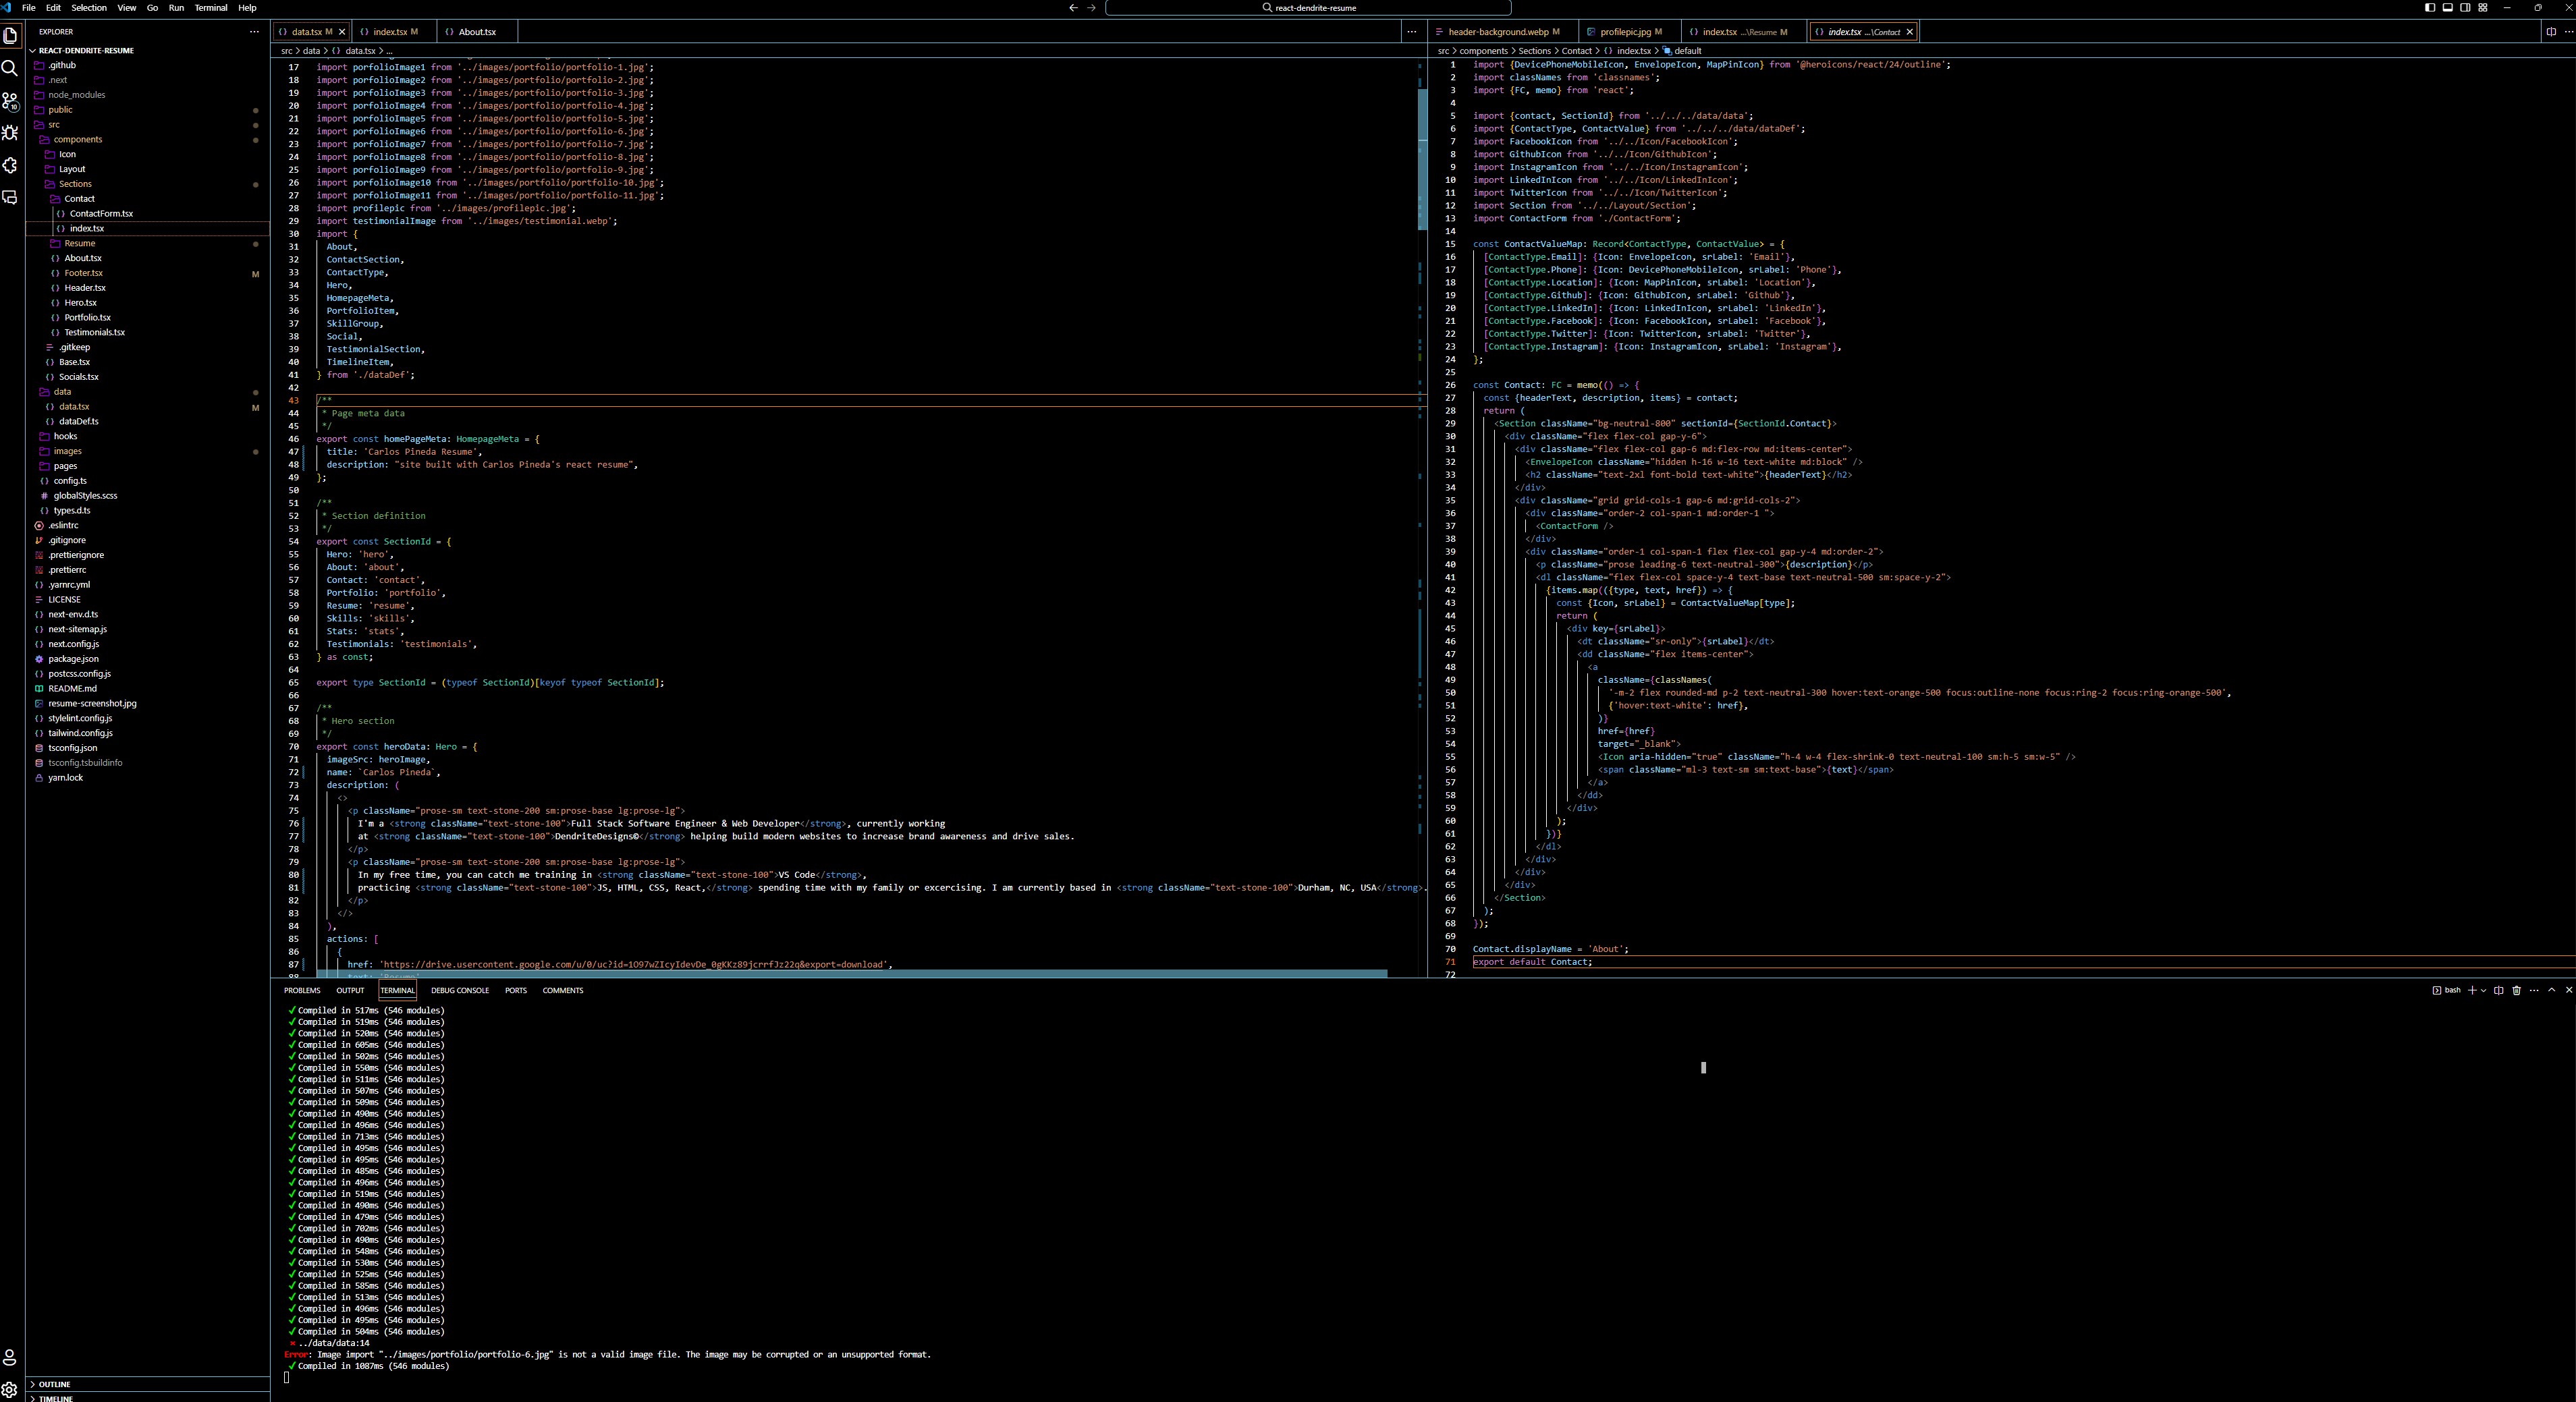 File Edit Selection View Go Run Terminal Help
react-dendrite-resume
EXPLORER
REACT-DENDRITE-RESUME
.github
.next
node_modules
public
src
components
Icon
Layout
Sections
Contact
ContactForm.tsx
index.tsx
Resume
About.tsx
Footer.tsx M
Header.tsx
Hero.tsx
Portfolio.tsx
Testimonials.tsx
.gitkeep
Base.tsx
Socials.tsx
data
data.tsx M
dataDef.ts
hooks
images
pages
config.ts
globalStyles.scss
types.d.ts
.eslintrc
.gitignore
.prettierignore
.prettierrc
.yarnrc.yml
LICENSE
next-env.d.ts
next-sitemap.js
next.config.js
package.json
postcss.config.js
README.md
resume-screenshot.jpg
stylelint.config.js
tailwind.config.js
tsconfig.json
tsconfig.tsbuildinfo
yarn.lock
OUTLINE
TIMELINE
data.tsx M index.tsx M About.tsx
src > data > data.tsx > ...
17 import porfolioImage1 from '../images/portfolio/portfolio-1.jpg';
18 import porfolioImage2 from '../images/portfolio/portfolio-2.jpg';
19 import porfolioImage3 from '../images/portfolio/portfolio-3.jpg';
20 import porfolioImage4 from '../images/portfolio/portfolio-4.jpg';
21 import porfolioImage5 from '../images/portfolio/portfolio-5.jpg';
22 import porfolioImage6 from '../images/portfolio/portfolio-6.jpg';
23 import porfolioImage7 from '../images/portfolio/portfolio-7.jpg';
24 import porfolioImage8 from '../images/portfolio/portfolio-8.jpg';
25 import porfolioImage9 from '../images/portfolio/portfolio-9.jpg';
26 import porfolioImage10 from '../images/portfolio/portfolio-10.jpg';
27 import porfolioImage11 from '../images/portfolio/portfolio-11.jpg';
28 import profilepic from '../images/profilepic.jpg';
29 import testimonialImage from '../images/testimonial.webp';
30 import {
31 About,
32 ContactSection,
33 ContactType,
34 Hero,
35 HomepageMeta,
36 PortfolioItem,
37 SkillGroup,
38 Social,
39 TestimonialSection,
40 TimelineItem,
41 } from './dataDef';
42
43 /**
44 * Page meta data
45 */
46 export const homePageMeta: HomepageMeta = {
47 title: 'Carlos Pineda Resume',
48 description: "site built with Carlos Pineda's react resume",
49 };
50
51 /**
52 * Section definition
53 */
54 export const SectionId = {
55 Hero: 'hero',
56 About: 'about',
57 Contact: 'contact',
58 Portfolio: 'portfolio',
59 Resume: 'resume',
60 Skills: 'skills',
61 Stats: 'stats',
62 Testimonials: 'testimonials',
63 } as const;
64
65 export type SectionId = (typeof SectionId)[keyof typeof SectionId];
66
67 /**
68 * Hero section
69 */
70 export const heroData: Hero = {
71 imageSrc: heroImage,
72 name: `Carlos Pineda`,
73 description: (
74 <>
75 <p className="prose-sm text-stone-200 sm:prose-base lg:prose-lg">
76 I'm a <strong className="text-stone-100">Full Stack Software Engineer & Web Developer</strong>, currently working
77 at <strong className="text-stone-100">DendriteDesigns©</strong> helping build modern websites to increase brand awareness and drive sales.
78 </p>
79 <p className="prose-sm text-stone-200 sm:prose-base lg:prose-lg">
80 In my free time, you can catch me training in <strong className="text-stone-100">VS Code</strong>,
81 practicing <strong className="text-stone-100">JS, HTML, CSS, React,</strong> spending time with my family or excercising. I am currently based in <strong className="text-stone-100">Durham, NC, USA</strong>.
82 </p>
83 </>
84 ),
85 actions: [
86 {
87 href: 'https://drive.usercontent.google.com/u/0/uc?id=1O97wZIcyIdevDe_0gKKz89jcrrfJz22q&export=download',
88 text: 'Resume',
header-background.webp M profilepic.jpg M index.tsx ...\Resume M index.tsx ...\Contact
src > components > Sections > Contact > index.tsx > default
1 import {DevicePhoneMobileIcon, EnvelopeIcon, MapPinIcon} from '@heroicons/react/24/outline';
2 import classNames from 'classnames';
3 import {FC, memo} from 'react';
4
5 import {contact, SectionId} from '../../../data/data';
6 import {ContactType, ContactValue} from '../../../data/dataDef';
7 import FacebookIcon from '../../Icon/FacebookIcon';
8 import GithubIcon from '../../Icon/GithubIcon';
9 import InstagramIcon from '../../Icon/InstagramIcon';
10 import LinkedInIcon from '../../Icon/LinkedInIcon';
11 import TwitterIcon from '../../Icon/TwitterIcon';
12 import Section from '../../Layout/Section';
13 import ContactForm from './ContactForm';
14
15 const ContactValueMap: Record<ContactType, ContactValue> = {
16 [ContactType.Email]: {Icon: EnvelopeIcon, srLabel: 'Email'},
17 [ContactType.Phone]: {Icon: DevicePhoneMobileIcon, srLabel: 'Phone'},
18 [ContactType.Location]: {Icon: MapPinIcon, srLabel: 'Location'},
19 [ContactType.Github]: {Icon: GithubIcon, srLabel: 'Github'},
20 [ContactType.LinkedIn]: {Icon: LinkedInIcon, srLabel: 'LinkedIn'},
21 [ContactType.Facebook]: {Icon: FacebookIcon, srLabel: 'Facebook'},
22 [ContactType.Twitter]: {Icon: TwitterIcon, srLabel: 'Twitter'},
23 [ContactType.Instagram]: {Icon: InstagramIcon, srLabel: 'Instagram'},
24 };
25
26 const Contact: FC = memo(() => {
27 const {headerText, description, items} = contact;
28 return (
29 <Section className="bg-neutral-800" sectionId={SectionId.Contact}>
30 <div className="flex flex-col gap-y-6">
31 <div className="flex flex-col gap-6 md:flex-row md:items-center">
32 <EnvelopeIcon className="hidden h-16 w-16 text-white md:block" />
33 <h2 className="text-2xl font-bold text-white">{headerText}</h2>
34 </div>
35 <div className="grid grid-cols-1 gap-6 md:grid-cols-2">
36 <div className="order-2 col-span-1 md:order-1 ">
37 <ContactForm />
38 </div>
39 <div className="order-1 col-span-1 flex flex-col gap-y-4 md:order-2">
40 <p className="prose leading-6 text-neutral-300">{description}</p>
41 <dl className="flex flex-col space-y-4 text-base text-neutral-500 sm:space-y-2">
42 {items.map(({type, text, href}) => {
43 const {Icon, srLabel} = ContactValueMap[type];
44 return (
45 <div key={srLabel}>
46 <dt className="sr-only">{srLabel}</dt>
47 <dd className="flex items-center">
48 <a
49 className={classNames(
50 '-m-2 flex rounded-md p-2 text-neutral-300 hover:text-orange-500 focus:outline-none focus:ring-2 focus:ring-orange-500',
51 {'hover:text-white': href},
52 )}
53 href={href}
54 target="_blank">
55 <Icon aria-hidden="true" className="h-4 w-4 flex-shrink-0 text-neutral-100 sm:h-5 sm:w-5" />
56 <span className="ml-3 text-sm sm:text-base">{text}</span>
57 </a>
58 </dd>
59 </div>
60 );
61 })}
62 </dl>
63 </div>
64 </div>
65 </div>
66 </Section>
67 );
68 });
69
70 Contact.displayName = 'About';
71 export default Contact;
72
PROBLEMS OUTPUT TERMINAL DEBUG CONSOLE PORTS COMMENTS
bash
✓ Compiled in 517ms (546 modules)
✓ Compiled in 519ms (546 modules)
✓ Compiled in 520ms (546 modules)
✓ Compiled in 605ms (546 modules)
✓ Compiled in 502ms (546 modules)
✓ Compiled in 550ms (546 modules)
✓ Compiled in 511ms (546 modules)
✓ Compiled in 507ms (546 modules)
✓ Compiled in 509ms (546 modules)
✓ Compiled in 490ms (546 modules)
✓ Compiled in 496ms (546 modules)
✓ Compiled in 713ms (546 modules)
✓ Compiled in 495ms (546 modules)
✓ Compiled in 495ms (546 modules)
✓ Compiled in 485ms (546 modules)
✓ Compiled in 496ms (546 modules)
✓ Compiled in 519ms (546 modules)
✓ Compiled in 490ms (546 modules)
✓ Compiled in 479ms (546 modules)
✓ Compiled in 702ms (546 modules)
✓ Compiled in 490ms (546 modules)
✓ Compiled in 548ms (546 modules)
✓ Compiled in 530ms (546 modules)
✓ Compiled in 525ms (546 modules)
✓ Compiled in 585ms (546 modules)
✓ Compiled in 513ms (546 modules)
✓ Compiled in 496ms (546 modules)
✓ Compiled in 495ms (546 modules)
✓ Compiled in 504ms (546 modules)
⨯ ../data/data:14
Error: Image import "../images/portfolio/portfolio-6.jpg" is not a valid image file. The image may be corrupted or an unsupported format.
✓ Compiled in 1087ms (546 modules)